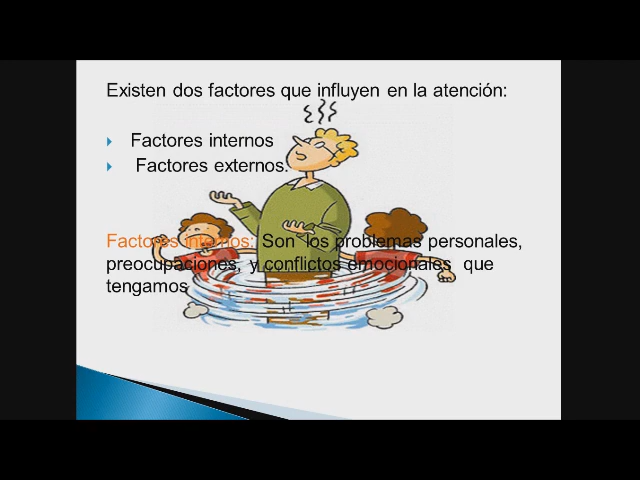 Existen dos factores que influyen en la atención:
Factores internos
Factores externos.
Factores internos: Son los problemas personales,
preocupaciones, y conflictos emocionales que
tengamos